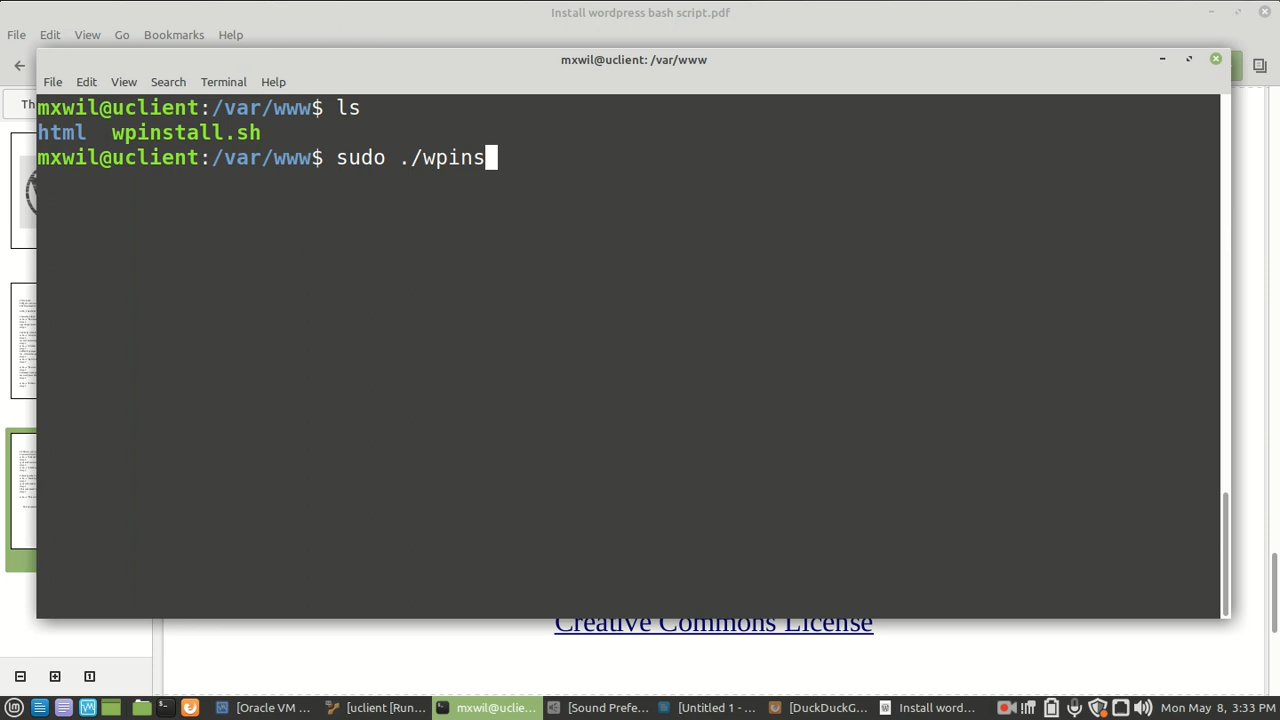 Install wordpress bash script.pdf
File Edit View Go Bookmarks Help
mxwil@uclient: /var/www
File Edit View Search Terminal Help
Th
mxwil@uclient:/var/www$ ls
html wpinstall.sh
mxwil@uclient:/var/www$ sudo ./wpins
Creative Commons License
[Oracle VM ... [uclient [Run... mxwil@uclie... [Sound Prefe... [Untitled 1 - ... [DuckDuckG... Install word... Mon May 8, 3:33 PM